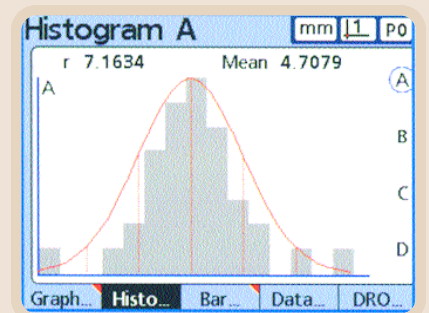 Histogram A mm 1 P0
r 7.1634 Mean 4.7079
A A
B
C
D
Graph... Histo... Bar... Data... DRO...